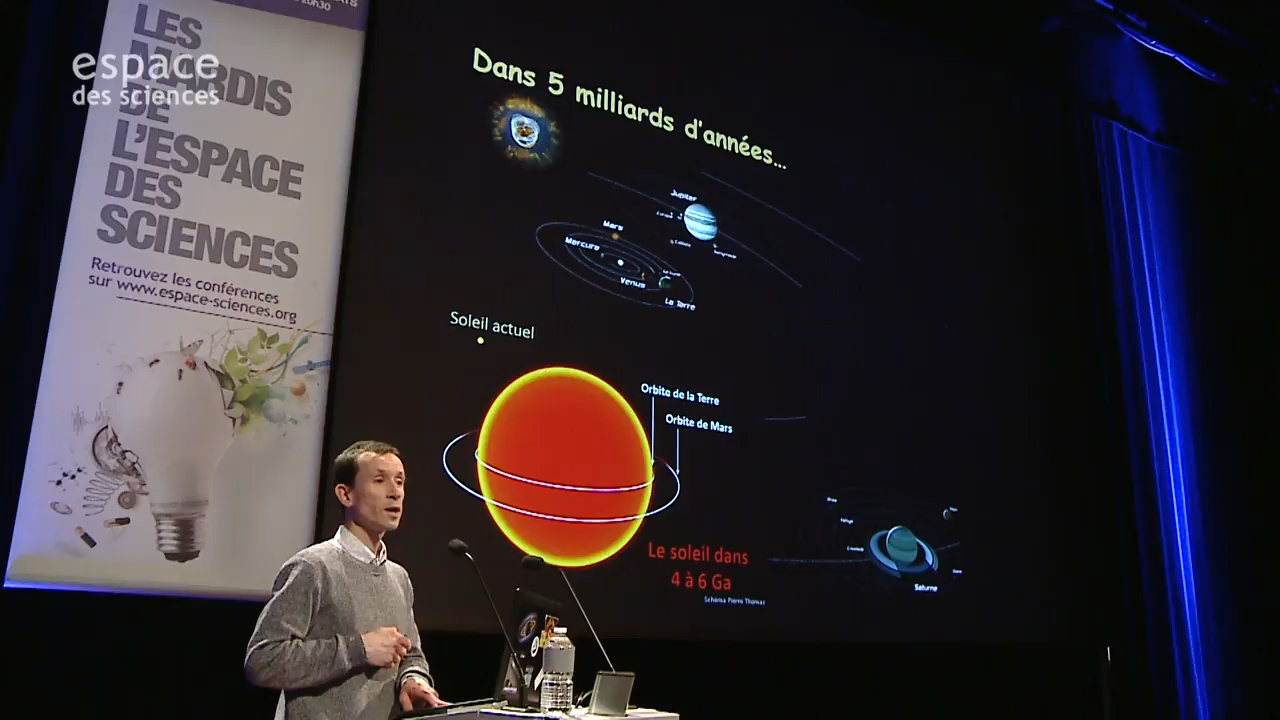 20h30
LES
MARDIS
DE
L'ESPACE
DES
SCIENCES
Retrouvez les conférences
sur www.espace-sciences.org
espace
des sciences
Dans 5 milliards d'années...
Jupiter
Mars
Mercure
Venus
La Terre
Soleil actuel
Orbite de la Terre
Orbite de Mars
Le soleil dans
4 à 6 Ga
Schéma Pierre Thomas
Saturne